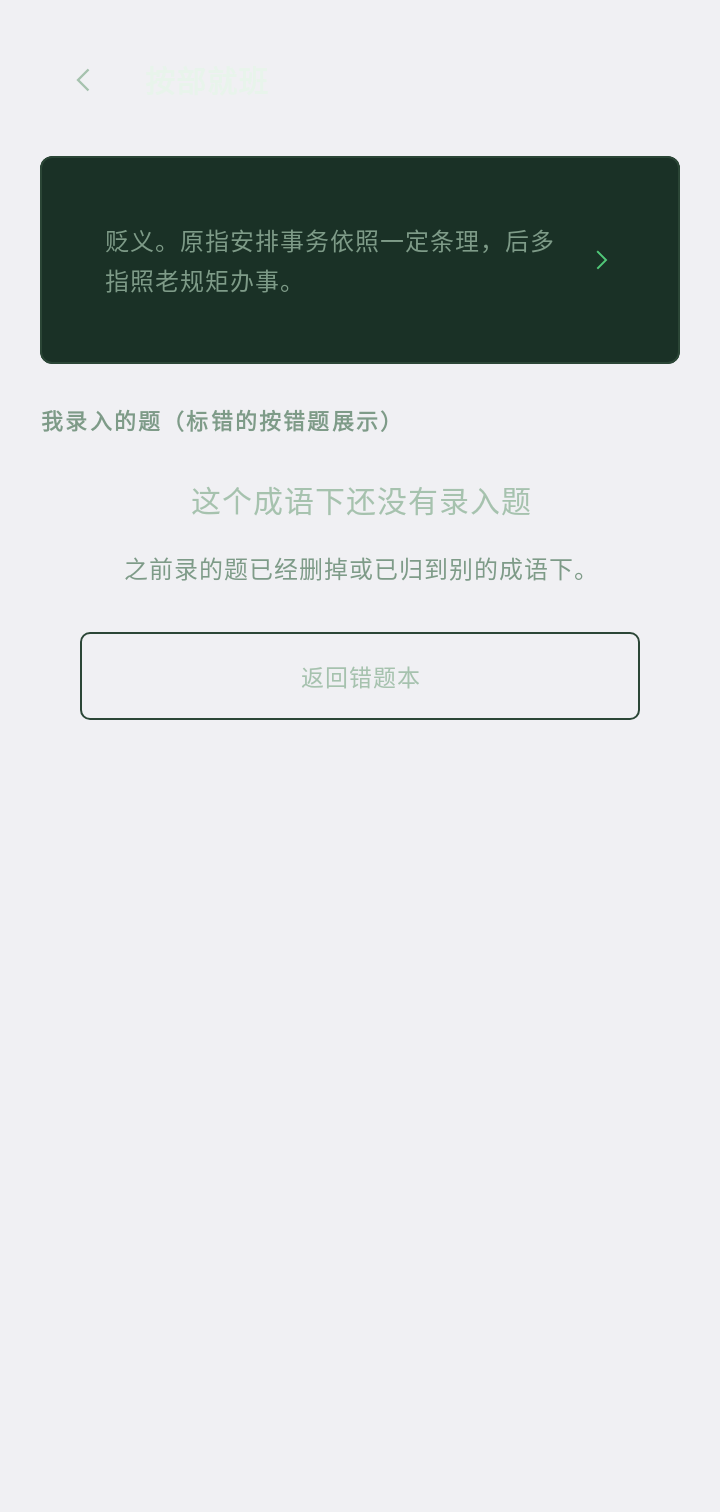 贬义。原指安排事务依照一定条理，后多
指照老规矩办事。
我录入的题（标错的按错题展示）
这个成语下还没有录入题
之前录的题已经删掉或已归到别的成语下。
返回错题本